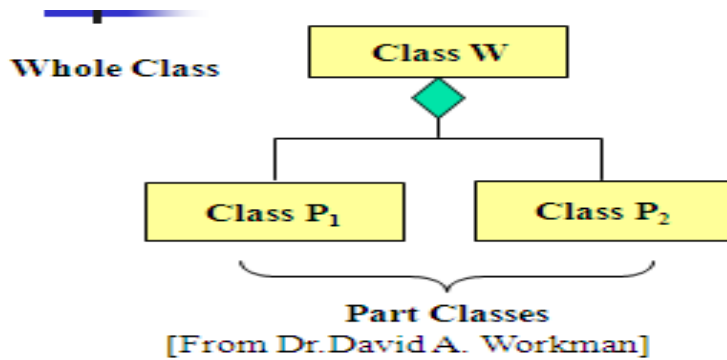 Class W
Whole Class
Class P₁
Class P₂
Part Classes
[From Dr.David A. Workman]